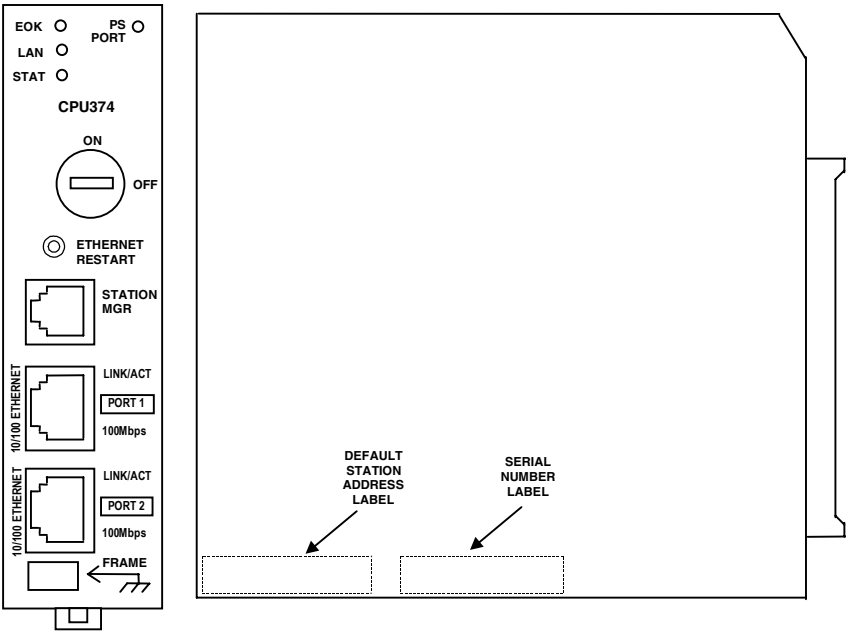 EOK
PS
PORT
LAN
STAT
CPU374
ON
OFF
ETHERNET
RESTART
STATION
MGR
10/100 ETHERNET
LINK/ACT
PORT 1
100Mbps
10/100 ETHERNET
LINK/ACT
PORT 2
100Mbps
FRAME
DEFAULT
STATION
ADDRESS
LABEL
SERIAL
NUMBER
LABEL